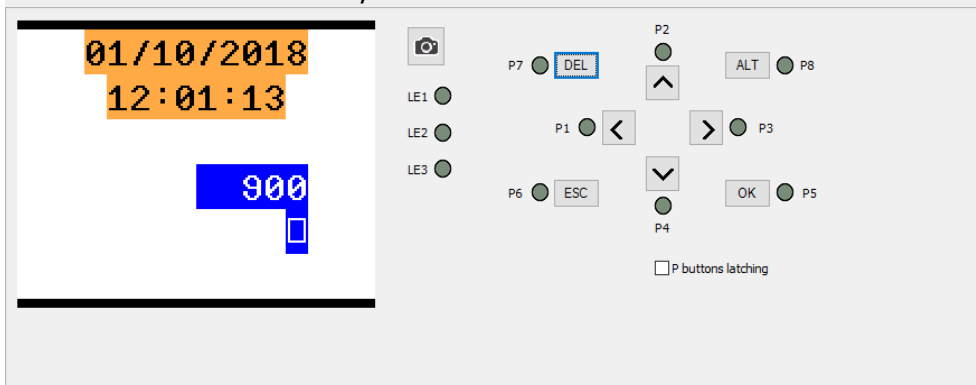 01/10/2018
12:01:13
900
P2
P7 DEL
ALT P8
LE1
LE2
P1
P3
LE3
P6 ESC
OK P5
P4
P buttons latching